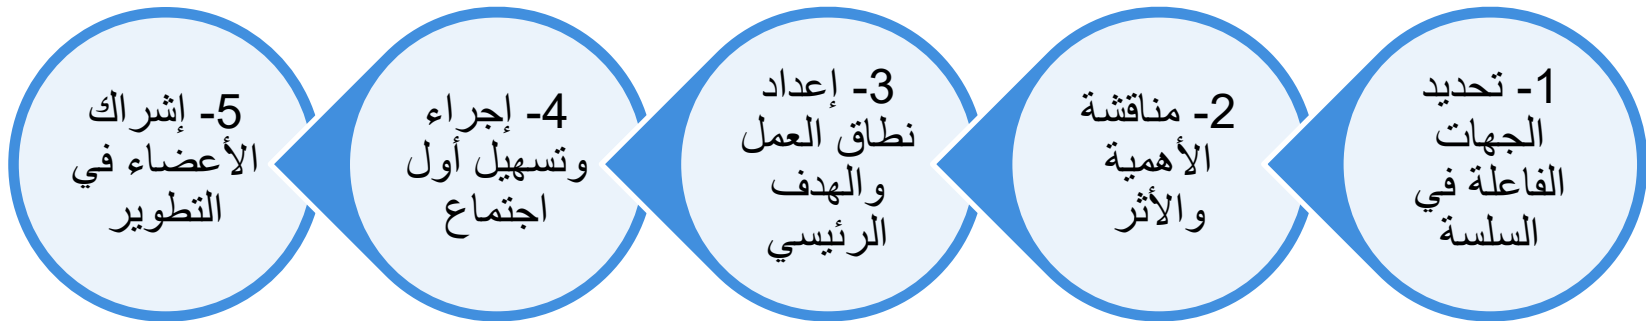 1- تحديد
الجهات
الفاعلة في
السلسة
2- مناقشة
الأهمية
والأثر
3- إعداد
نطاق العمل
والهدف
الرئيسي
4- إجراء
وتسهيل أول
اجتماع
5- إشراك
الأعضاء في
التطوير